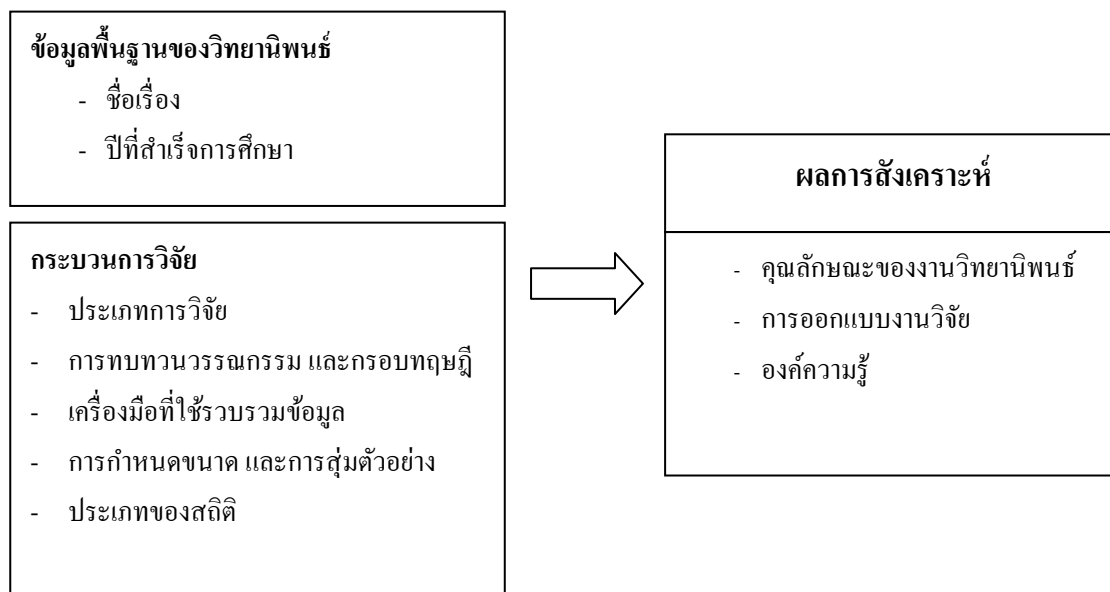 ข้อมูลพื้นฐานของวิทยานิพนธ์
- ชื่อเรื่อง
- ปีที่สำเร็จการศึกษา
กระบวนการวิจัย
- ประเภทการวิจัย
- การทบทวนวรรณกรรม และกรอบทฤษฎี
- เครื่องมือที่ใช้รวบรวมข้อมูล
- การกำหนดขนาด และการสุ่มตัวอย่าง
- ประเภทของสถิติ
ผลการสังเคราะห์
- คุณลักษณะของงานวิทยานิพนธ์
- การออกแบบงานวิจัย
- องค์ความรู้